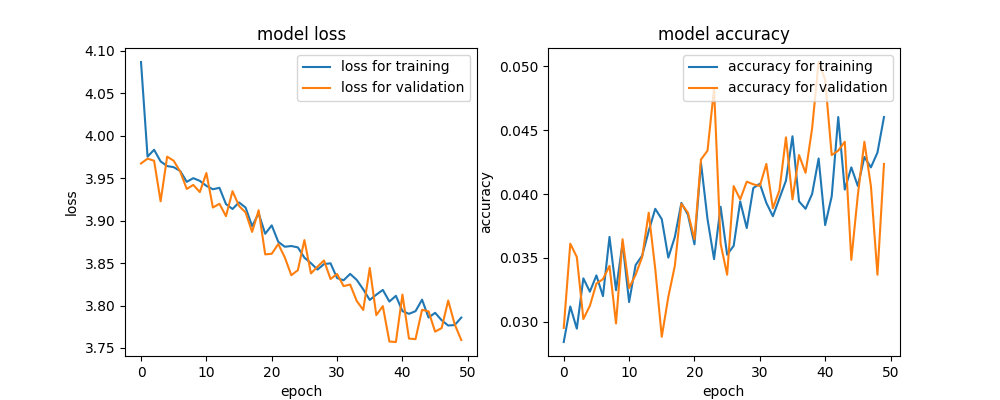 model loss
4.10
4.05
4.00
3.95
3.90
3.85
3.80
3.75
loss
0 10 20 30 40 50
epoch
loss for training
loss for validation
model accuracy
0.050
0.045
0.040
0.035
0.030
accuracy
0 10 20 30 40 50
epoch
accuracy for training
accuracy for validation